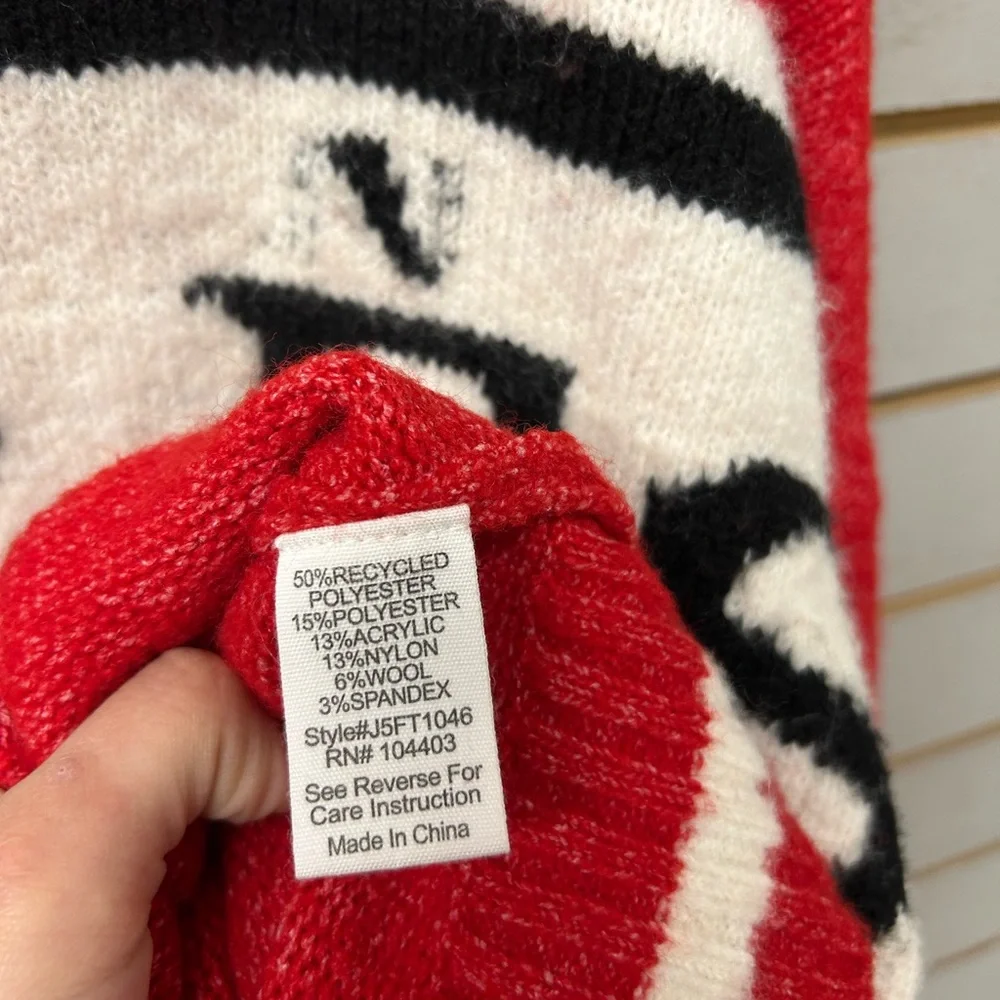 50%RECYCLED
POLYESTER
15%POLYESTER
13%ACRYLIC
13%NYLON
6%WOOL
3%SPANDEX
Style#J5FT1046
RN# 104403
See Reverse For
Care Instruction
Made In China